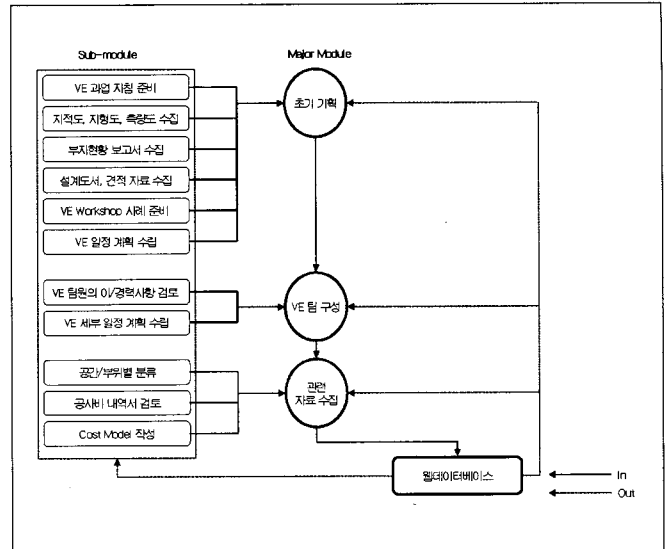 Sub-module
Major Module
VE 과업 지침 준비
지적도, 지형도, 측량도 수집
부지현황 보고서 수집
설계도서, 견적 자료 수집
VE Workshop 사례 준비
VE 일정 계획 수립
초기 기획
VE 팀원의 이/경력사항 검토
VE 세부 일정 계획 수립
VE 팀 구성
공간/부위별 분류
공사비 내역서 검토
Cost Model 작성
관련
자료 수집
웹데이터베이스
In
Out